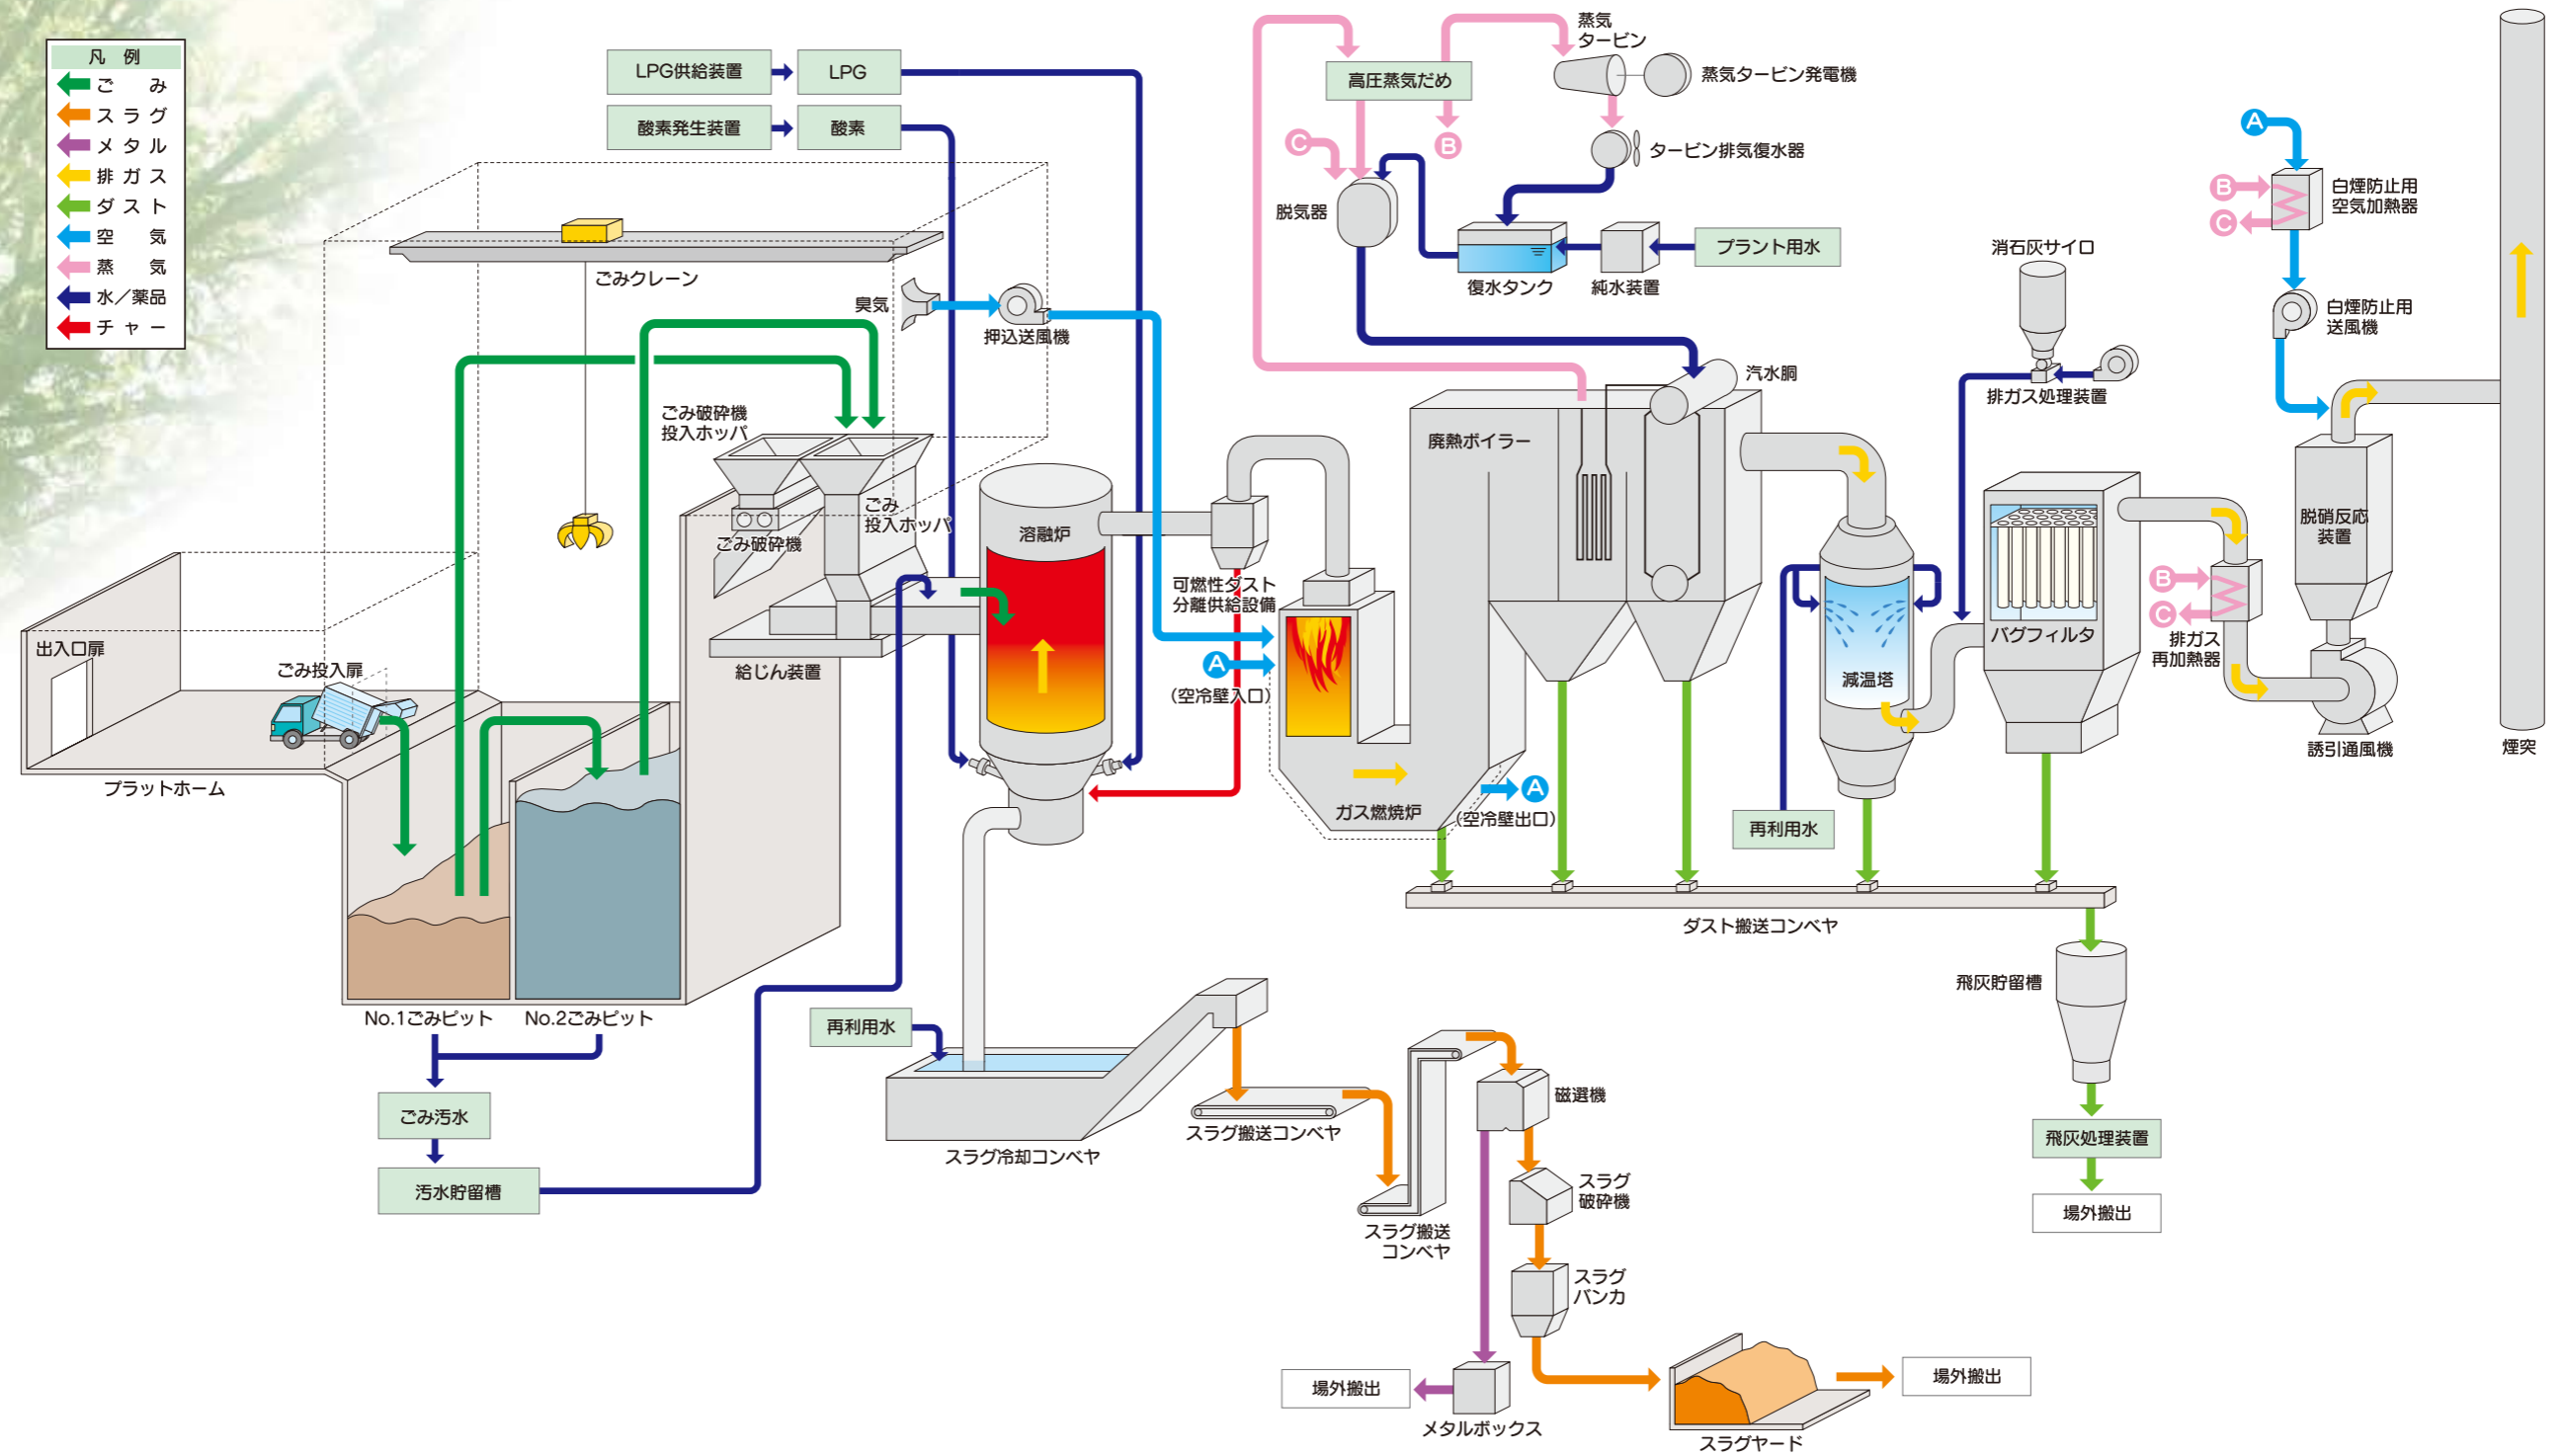 凡例
ごみ
スラグ
メタル
排ガス
ダスト
空気
蒸気
水／薬品
チャー
LPG供給装置
LPG
酸素発生装置
酸素
ごみクレーン
臭気
押込送風機
ごみ破砕機
投入ホッパ
ごみ
投入ホッパ
ごみ破砕機
給じん装置
出入口扉
ごみ投入扉
プラットホーム
No.1ごみピット
No.2ごみピット
ごみ汚水
汚水貯留槽
溶融炉
可燃性ダスト
分離供給設備
A
(空冷壁入口)
ガス燃焼炉
A
(空冷壁出口)
再利用水
スラグ冷却コンベヤ
スラグ搬送コンベヤ
スラグ搬送
コンベヤ
磁選機
スラグ
破砕機
スラグ
バンカ
メタルボックス
場外搬出
スラグヤード
場外搬出
高圧蒸気だめ
蒸気
タービン
蒸気タービン発電機
タービン排気復水器
B
C
脱気器
復水タンク
純水装置
プラント用水
汽水胴
廃熱ボイラー
減温塔
再利用水
消石灰サイロ
排ガス処理装置
バグフィルタ
B
C
排ガス
再加熱器
A
B
C
白煙防止用
空気加熱器
白煙防止用
送風機
脱硝反応
装置
誘引通風機
煙突
ダスト搬送コンベヤ
飛灰貯留槽
飛灰処理装置
場外搬出